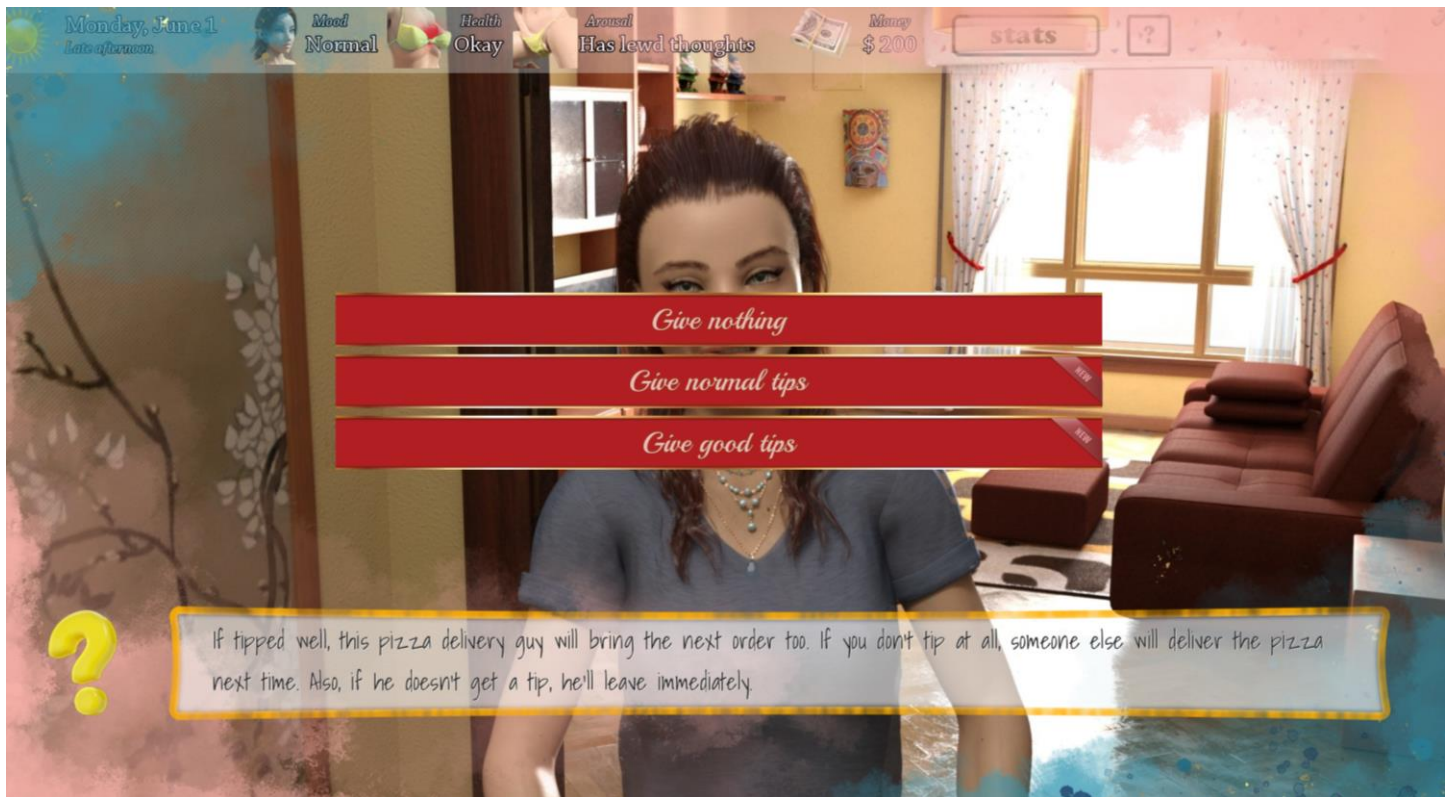 Monday, June 1
Late afternoon
Mood
Normal
Health
Okay
Arousal
Has lewd thoughts
Money
$ 200
stats
?
Give nothing
Give normal tips
NEW
Give good tips
NEW
If tipped well, this pizza delivery guy will bring the next order too. If you don't tip at all, someone else will deliver the pizza
next time. Also, if he doesn't get a tip, he'll leave immediately.